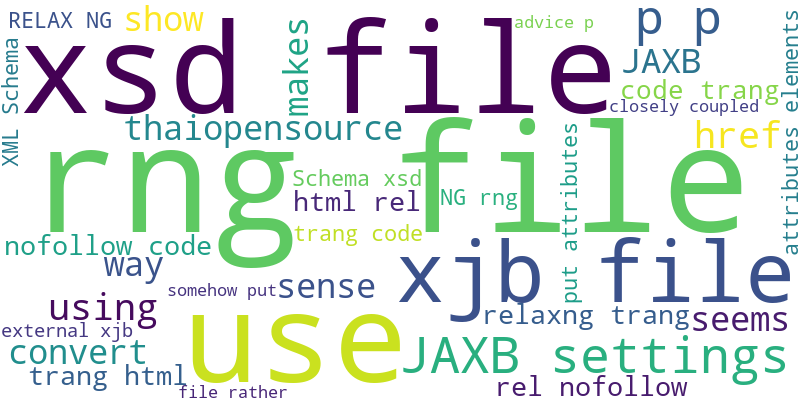 RELAX NG
show
makes
advice p
p p
xsd file
JAXB
XML Schema
code trang
closely coupled
attributes elements
thaiopensource
href
rng file
Schema xsd
html rel
NG rng
put attributes
trang code
nofollow code
way
xjb file
sense
somehow put
using
use
relaxng trang
seems
external xjb
convert
JAXB settings
trang html
file rather
rel nofollow